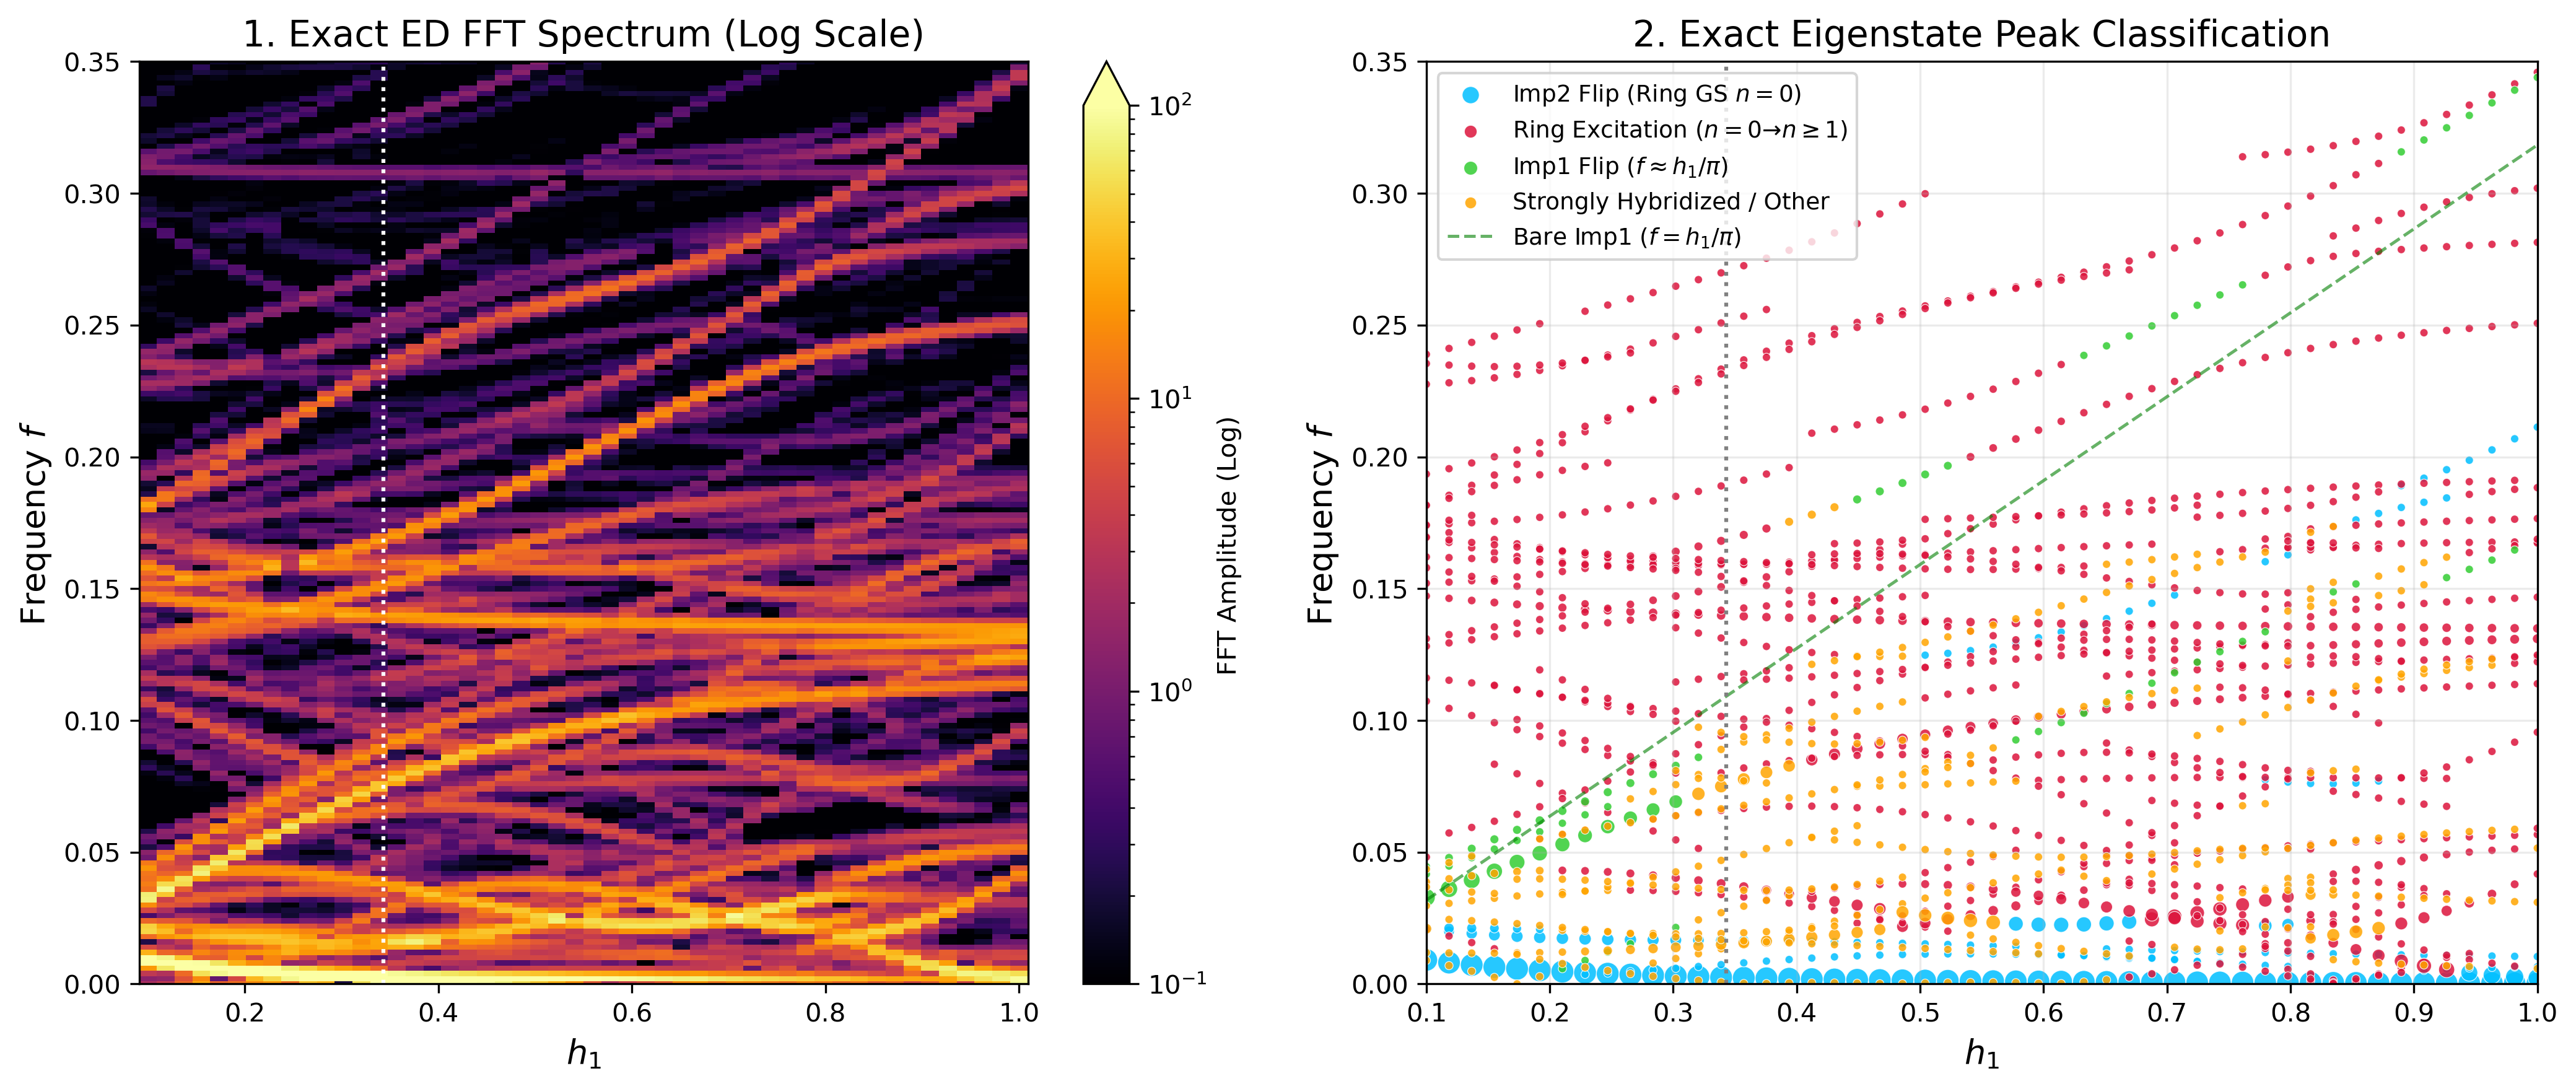 1. Exact ED FFT Spectrum (Log Scale)
0.35
0.30
0.25
0.20
0.15
0.10
0.05
0.00
Frequency f
0.2 0.4 0.6 0.8 1.0
h₁
10²
10¹
10⁰
10⁻¹
FFT Amplitude (Log)
2. Exact Eigenstate Peak Classification
Imp2 Flip (Ring GS n = 0)
Ring Excitation (n = 0→n ≥ 1)
Imp1 Flip (f ≈ h₁/π)
Strongly Hybridized / Other
Bare Imp1 (f = h₁/π)
0.35
0.30
0.25
0.20
0.15
0.10
0.05
0.00
Frequency f
0.1 0.2 0.3 0.4 0.5 0.6 0.7 0.8 0.9 1.0
h₁